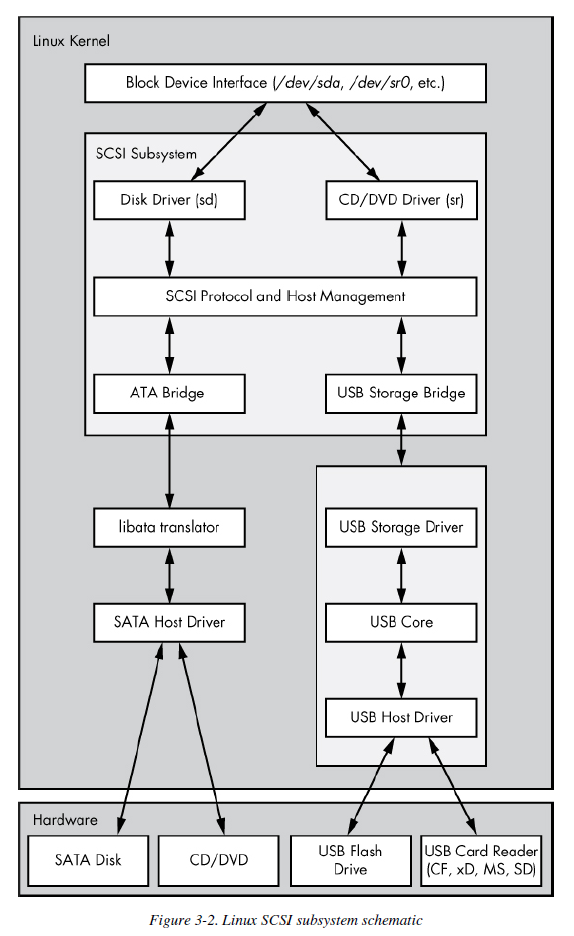 Linux Kernel
Block Device Interface (/dev/sda, /dev/sr0, etc.)
SCSI Subsystem
Disk Driver (sd)
CD/DVD Driver (sr)
SCSI Protocol and Host Management
ATA Bridge
USB Storage Bridge
libata translator
USB Storage Driver
SATA Host Driver
USB Core
USB Host Driver
Hardware
SATA Disk
CD/DVD
USB Flash
Drive
USB Card Reader
(CF, xD, MS, SD)
Figure 3-2. Linux SCSI subsystem schematic